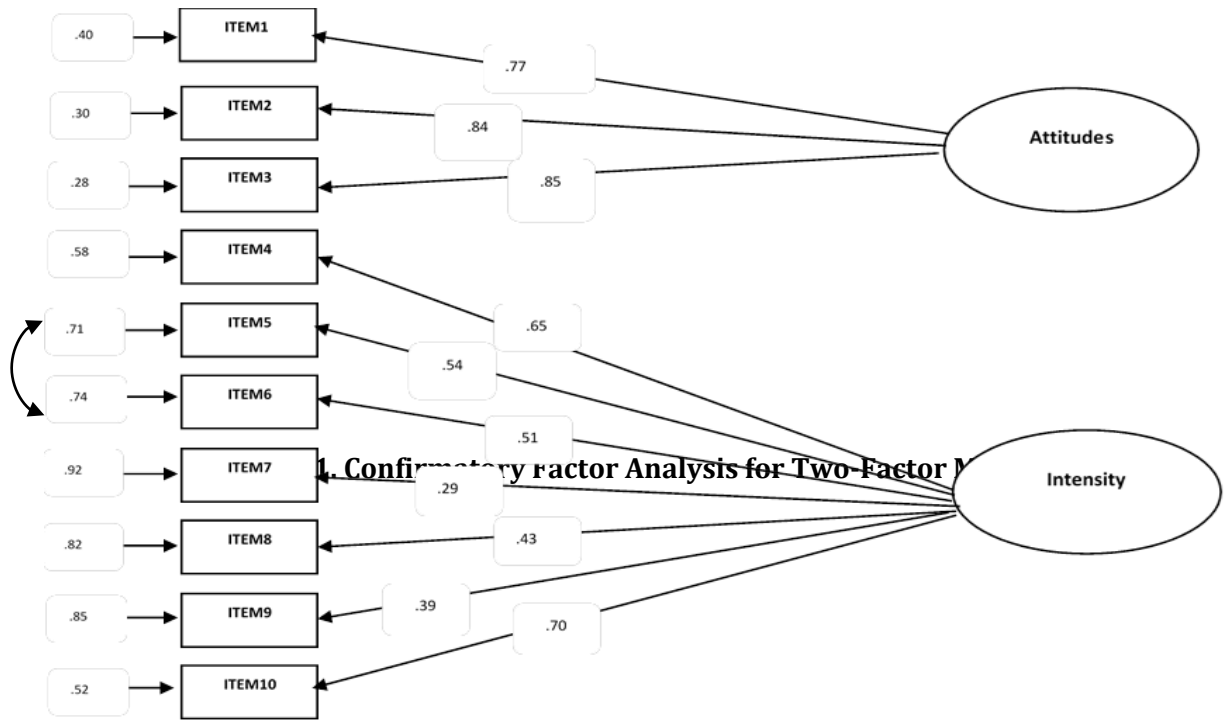 .40 ITEM1 .77
.30 ITEM2 .84 Attitudes
.28 ITEM3 .85
.58 ITEM4
.71 ITEM5 .65
.54
.74 ITEM6 .51
.92 ITEM7 1. Confirmatory Factor Analysis for Two-Factor Intensity
.29
.82 ITEM8 .43
.85 ITEM9 .39
.70
.52 ITEM10